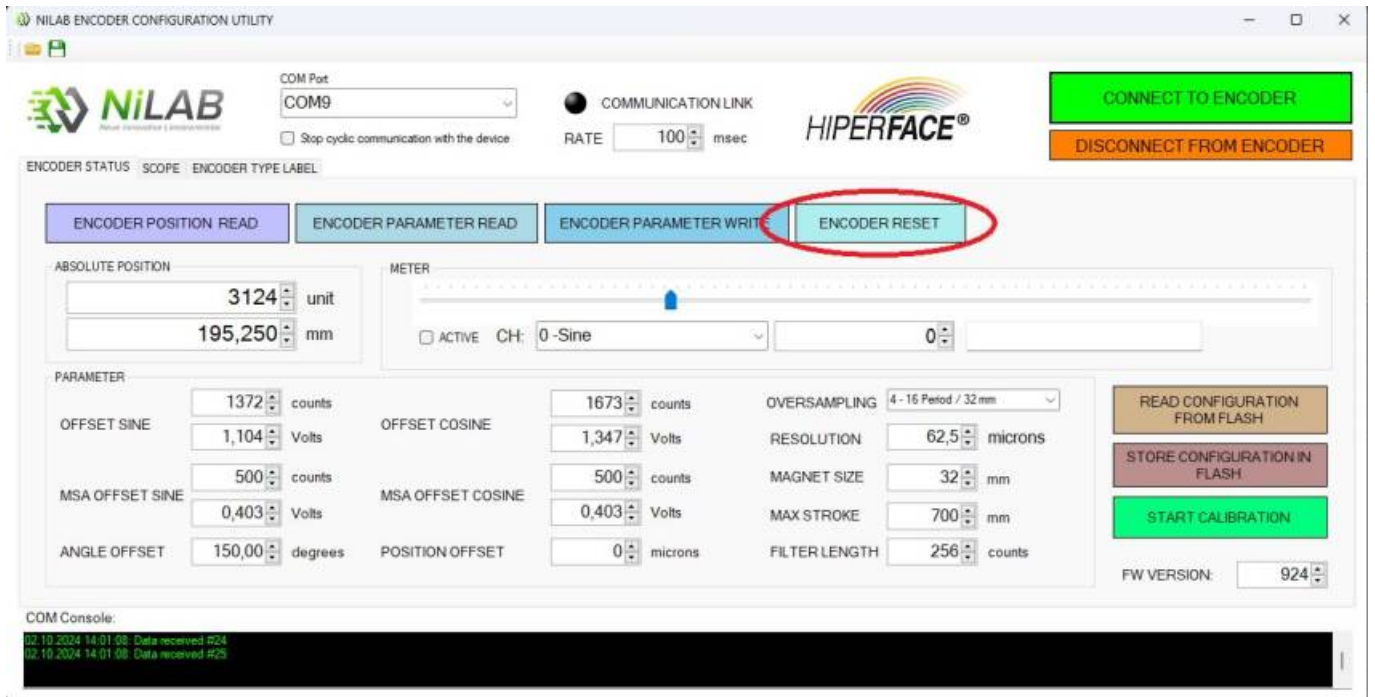 NILAB ENCODER CONFIGURATION UTILITY
NiLAB
COM Port
COM9
Stop cyclic communication with the device
COMMUNICATION LINK
RATE 100 msec
HIPERFACE®
CONNECT TO ENCODER
DISCONNECT FROM ENCODER
ENCODER STATUS SCOPE ENCODER TYPE LABEL
ENCODER POSITION READ ENCODER PARAMETER READ ENCODER PARAMETER WRITE ENCODER RESET
ABSOLUTE POSITION
3124 unit
195,250 mm
METER
ACTIVE CH: 0 -Sine 0
PARAMETER
OFFSET SINE
1372 counts
1,104 Volts
OFFSET COSINE
1673 counts
1,347 Volts
OVERSAMPLING 4 - 16 Period / 32 mm
RESOLUTION 62,5 microns
MSA OFFSET SINE
500 counts
0,403 Volts
MSA OFFSET COSINE
500 counts
0,403 Volts
MAGNET SIZE 32 mm
MAX STROKE 700 mm
ANGLE OFFSET 150,00 degrees
POSITION OFFSET 0 microns
FILTER LENGTH 256 counts
READ CONFIGURATION
FROM FLASH
STORE CONFIGURATION IN
FLASH
START CALIBRATION
FW VERSION: 924
COM Console:
02.10.2024 14:01:08: Data received #24
02.10.2024 14:01:08: Data received #25